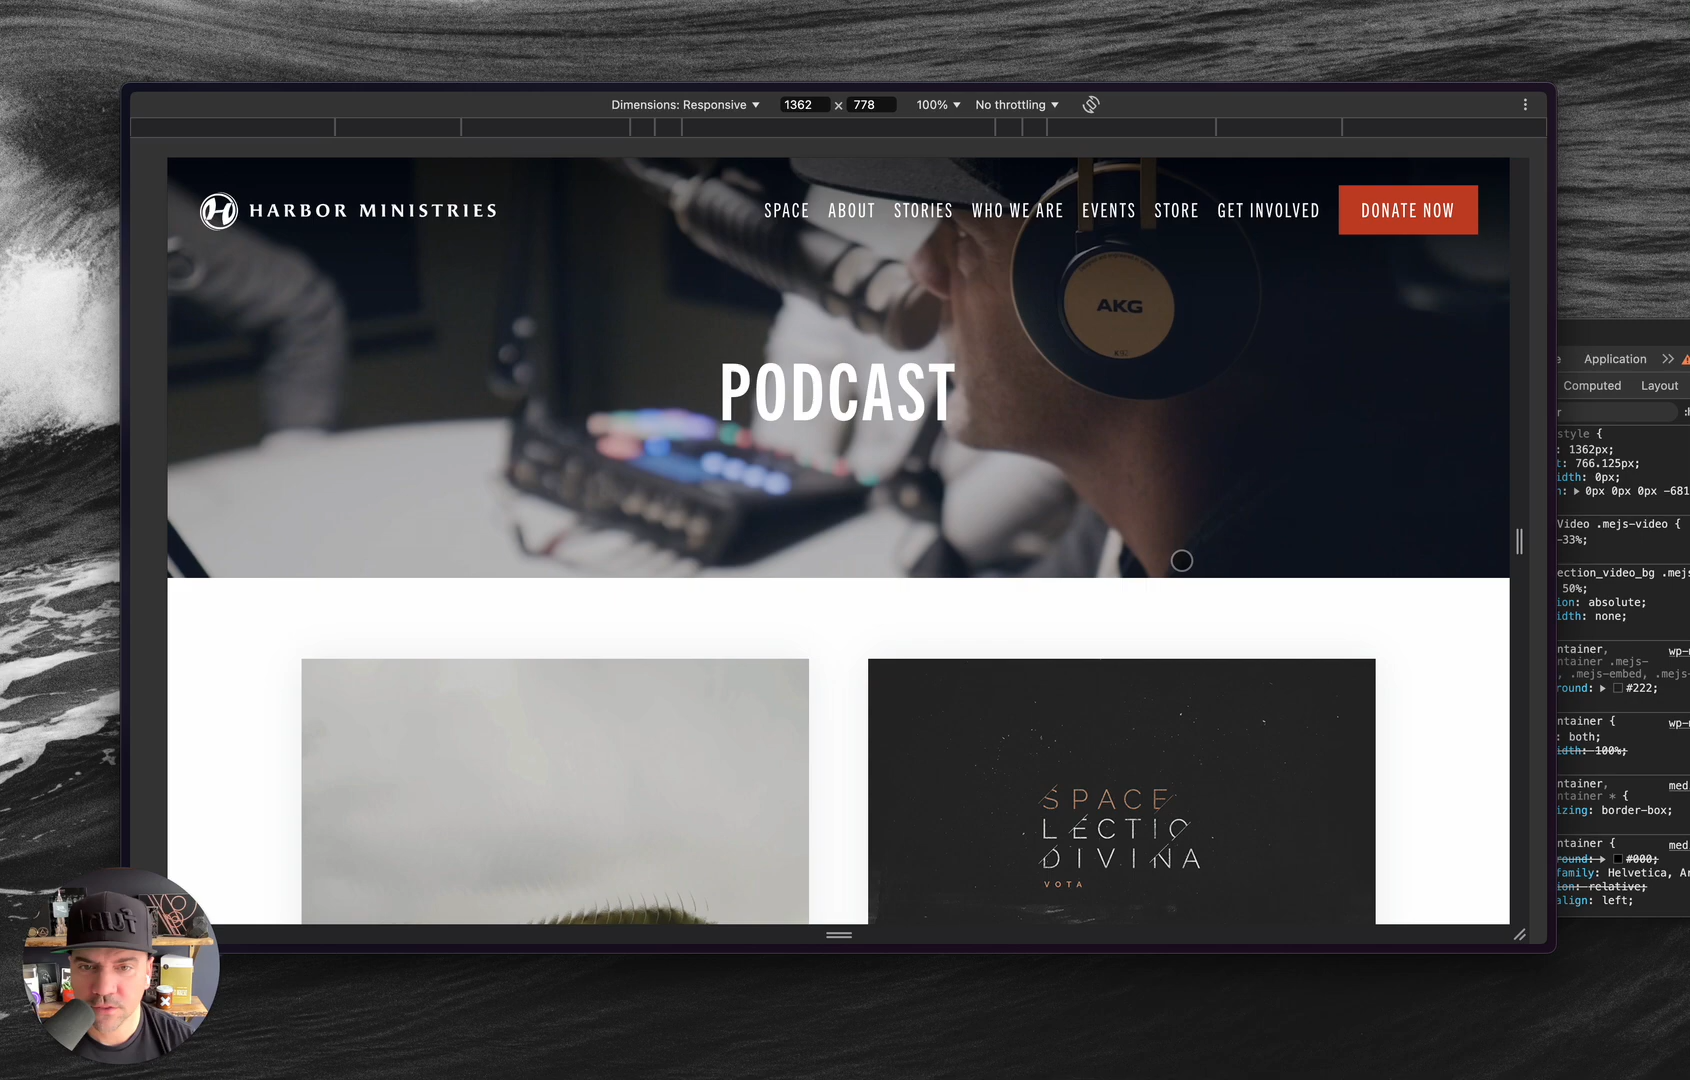 Dimensions: Responsive 1362 × 778 100% No throttling
HARBOR MINISTRIES
SPACE ABOUT STORIES WHO WE ARE EVENTS STORE GET INVOLVED DONATE NOW
AKG
PODCAST
SPACE
LECTIO
DIVINA
VOTA
Application
Computed Layout
style {
: 1362px;
t: 766.125px;
idth: 0px;
n: 0px 0px 0px -681
Video .mejs-video {
-33%;
ection_video_bg .mejs
50%;
ion: absolute;
idth: none;
ntainer, wp-
ntainer .mejs-
, .mejs-embed, .mejs-
round: #222;
ntainer { wp-
: both;
idth: 100%;
ntainer, med
ntainer * {
izing: border-box;
ntainer { med
round: #000;
family: Helvetica, Ar
ion: relative;
align: left;